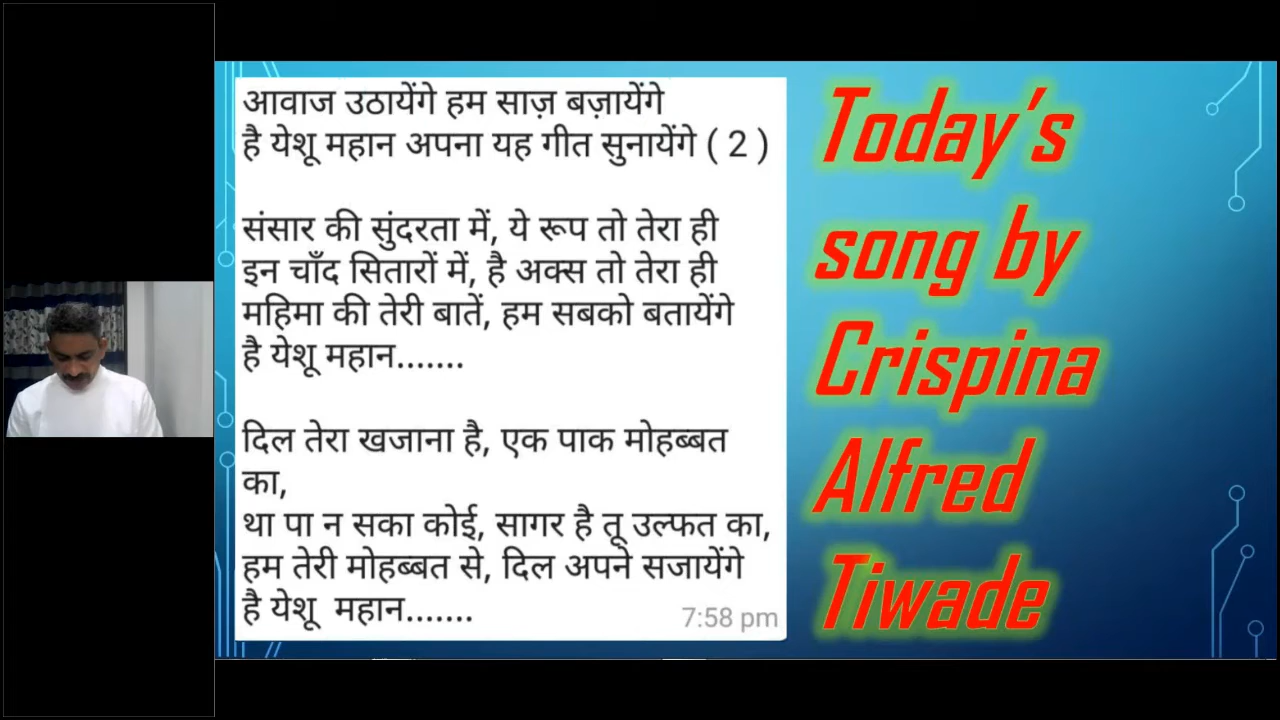 आवाज उठायेंगे हम साज़ बज़ायेंगे
है येशू महान अपना यह गीत सुनायेंगे ( 2 )
संसार की सुंदरता में, ये रूप तो तेरा ही
इन चाँद सितारों में, है अक्स तो तेरा ही
महिमा की तेरी बातें, हम सबको बतायेंगे
है येशू महान.......
दिल तेरा खजाना है, एक पाक मोहब्बत
का,
था पा न सका कोई, सागर है तू उल्फत का,
हम तेरी मोहब्बत से, दिल अपने सजायेंगे
है येशू महान.......
7:58 pm
Today's
song by
Crispina
Alfred
Tiwade